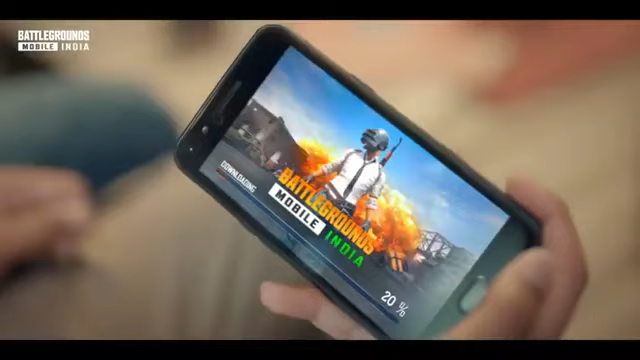 BATTLEGROUNDS
MOBILE INDIA
DOWNLOADING
BATTLEGROUNDS
MOBILE
INDIA
20 %